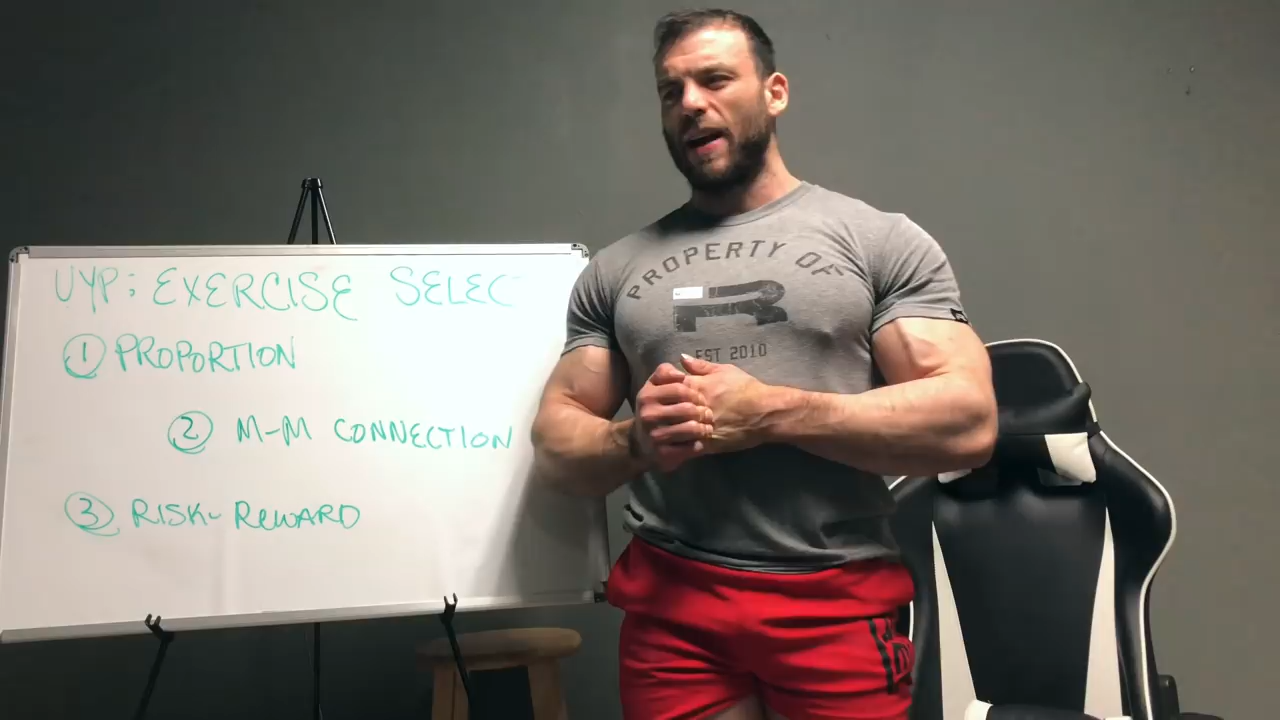 UYP: EXERCISE SELEC
① PROPORTION
② M-M CONNECTION
③ RISK-REWARD
PROPERTY OF
R
EST 2010